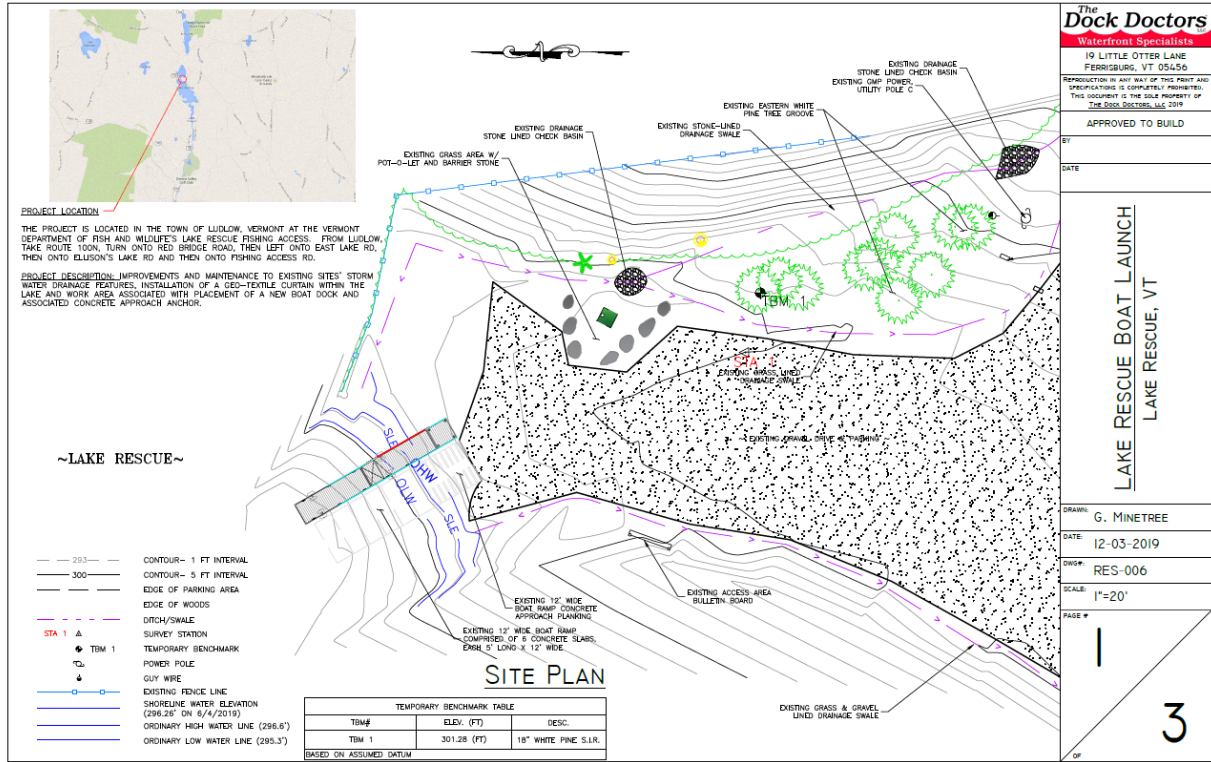 PROJECT LOCATION
THE PROJECT IS LOCATED IN THE TOWN OF LUDLOW, VERMONT AT THE VERMONT
DEPARTMENT OF FISH AND WILDLIFE'S LAKE RESCUE FISHING ACCESS. FROM LUDLOW,
TAKE ROUTE 100N, TURN ONTO RED BRIDGE ROAD, THEN LEFT ONTO EAST LAKE RD,
THEN ONTO ELLISON'S LAKE RD AND THEN ONTO FISHING ACCESS RD.
PROJECT DESCRIPTION: IMPROVEMENTS AND MAINTENANCE TO EXISTING SITES' STORM
WATER DRAINAGE FEATURES, INSTALLATION OF A GEO-TEXTILE CURTAIN WITHIN THE
LAKE AND WORK AREA ASSOCIATED WITH PLACEMENT OF A NEW BOAT DOCK AND
ASSOCIATED CONCRETE APPROACH ANCHOR.
EXISTING DRAINAGE
STONE LINED CHECK BASIN
EXISTING GMP POWER,
UTILITY POLE C
EXISTING EASTERN WHITE
PINE TREE GROOVE
EXISTING STONE-LINED
DRAINAGE SWALE
EXISTING DRAINAGE
STONE LINED CHECK BASIN
EXISTING GRASS AREA W/
POT-O-LET AND BARRIER STONE
TBM 1
STA 1
EXISTING GRASS LINED
DRAINAGE SWALE
EXISTING GRAVEL DRIVE & PARKING
~LAKE RESCUE~
SLE
OHW
OLW
SLE
EXISTING 12' WIDE
BOAT RAMP CONCRETE
APPROACH PLANKING
EXISTING 12' WIDE BOAT RAMP
COMPRISED OF 6 CONCRETE SLABS,
EACH 5' LONG X 12' WIDE
EXISTING ACCESS AREA
BULLETIN BOARD
EXISTING GRASS & GRAVEL
LINED DRAINAGE SWALE
293 CONTOUR- 1 FT INTERVAL
300 CONTOUR- 5 FT INTERVAL
EDGE OF PARKING AREA
EDGE OF WOODS
DITCH/SWALE
STA 1 SURVEY STATION
TBM 1 TEMPORARY BENCHMARK
POWER POLE
GUY WIRE
EXISTING FENCE LINE
SHORELINE WATER ELEVATION
(296.26' ON 6/4/2019)
ORDINARY HIGH WATER LINE (296.6')
ORDINARY LOW WATER LINE (295.3')
SITE PLAN
TEMPORARY BENCHMARK TABLE
TBM# ELEV. (FT) DESC.
TBM 1 301.28 (FT) 18" WHITE PINE S.I.R.
BASED ON ASSUMED DATUM
The
Dock Doctors LLC
Waterfront Specialists
19 LITTLE OTTER LANE
FERRISBURG, VT 05456
REPRODUCTION IN ANY WAY OF THIS PRINT AND
SPECIFICATIONS IS COMPLETELY PROHIBITED.
THIS DOCUMENT IS THE SOLE PROPERTY OF
THE DOCK DOCTORS, LLC 2019
APPROVED TO BUILD
BY
DATE
LAKE RESCUE BOAT LAUNCH
LAKE RESCUE, VT
DRAWN: G. MINETREE
DATE: 12-03-2019
DWG#: RES-006
SCALE: 1"=20'
PAGE #
1
OF
3